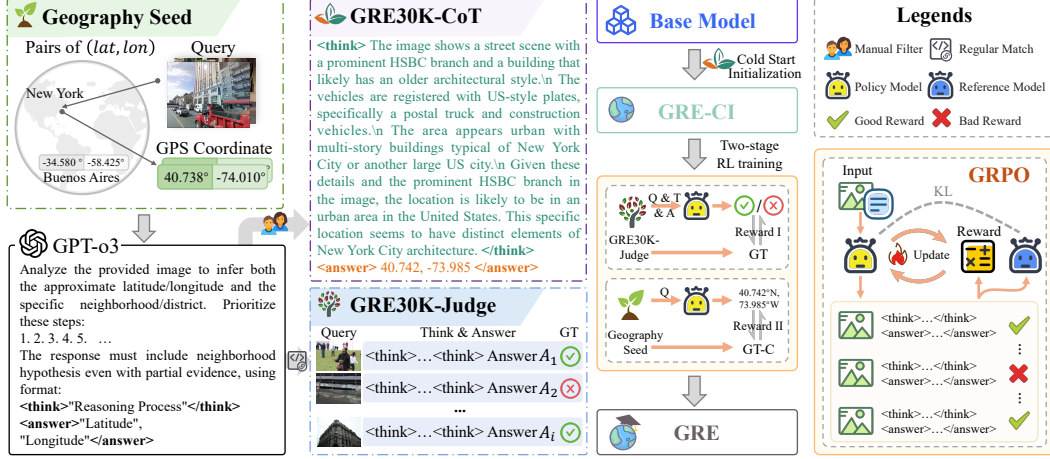 Geography Seed
Pairs of (lat, lon)
Query
New York
GPS Coordinate
-34.580° -58.425°
Buenos Aires
40.738° -74.010°
GPT-o3
Analyze the provided image to infer both
the approximate latitude/longitude and the
specific neighborhood/district. Prioritize
these steps:
1. 2. 3. 4. 5. …
The response must include neighborhood
hypothesis even with partial evidence, using
format:
<think>"Reasoning Process"</think>
<answer>"Latitude",
"Longitude"</answer>
GRE30K-CoT
<think> The image shows a street scene with
a prominent HSBC branch and a building that
likely has an older architectural style.\n The
vehicles are registered with US-style plates,
specifically a postal truck and construction
vehicles.\n The area appears urban with
multi-story buildings typical of New York
City or another large US city.\n Given these
details and the prominent HSBC branch in
the image, the location is likely to be in an
urban area in the United States. This specific
location seems to have distinct elements of
New York City architecture. </think>
<answer> 40.742, -73.985 </answer>
GRE30K-Judge
Query Think & Answer GT
<think>…<think> Answer A1
<think>…<think> Answer A2
...
<think>…<think> Answer Ai
Base Model
Cold Start
Initialization
GRE-CI
Two-stage
RL training
Q & T
& A
/
GRE30K-
Judge
Reward I
GT
Q
40.742°N,
73.985°W
Geography
Seed
Reward II
GT-C
GRE
Legends
Manual Filter Regular Match
Policy Model Reference Model
Good Reward Bad Reward
GRPO
Input
KL
Reward
Update
<think>…</think>
<answer>…</answer>
⋮
<think>…</think>
<answer>…</answer>
⋮
<think>…</think>
<answer>…</answer>